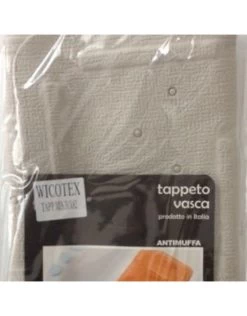 tappeto
vasca
prodotto in Italia
WICOTEX
ANTIMUFFA